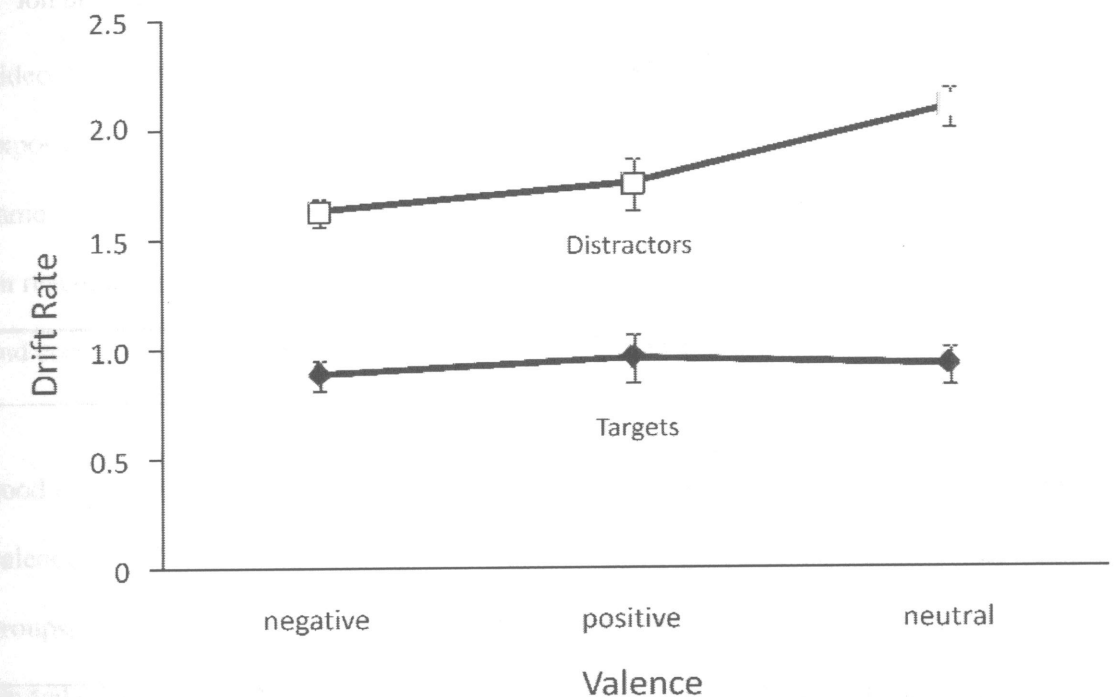 2.5
2.0
1.5
1.0
0.5
0
Drift Rate
Distractors
Targets
negative positive neutral
Valence